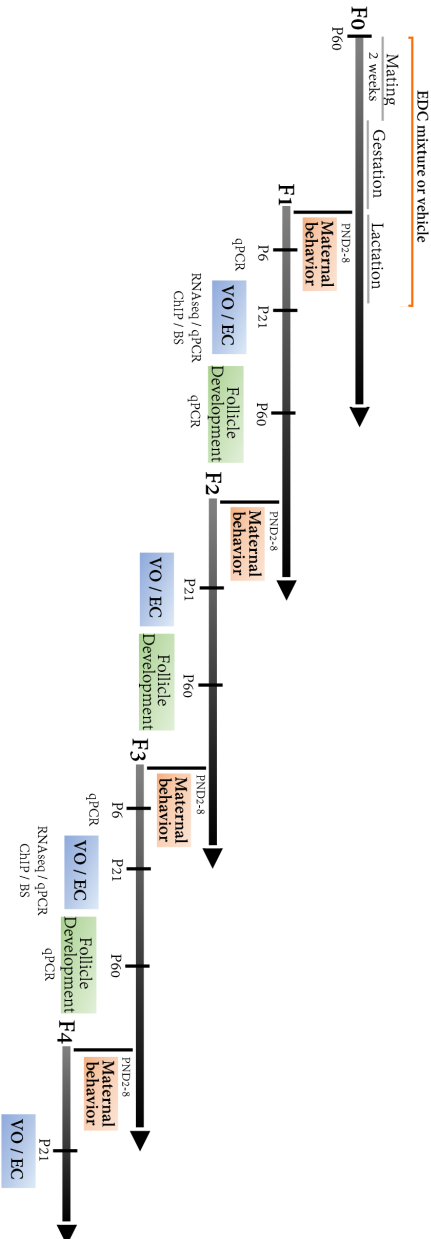 EDC mixture or vehicle
Mating
2 weeks
Gestation
Lactation
F0
P60
PND2-8
Maternal
behavior
F1
P6
qPCR
P21
VO / EC
RNAseq / qPCR
ChIP / BS
P60
Follicle
Development
qPCR
PND2-8
Maternal
behavior
F2
P21
VO / EC
P60
Follicle
Development
PND2-8
Maternal
behavior
F3
P6
qPCR
P21
VO / EC
RNAseq / qPCR
ChIP / BS
P60
Follicle
Development
qPCR
PND2-8
Maternal
behavior
F4
P21
VO / EC